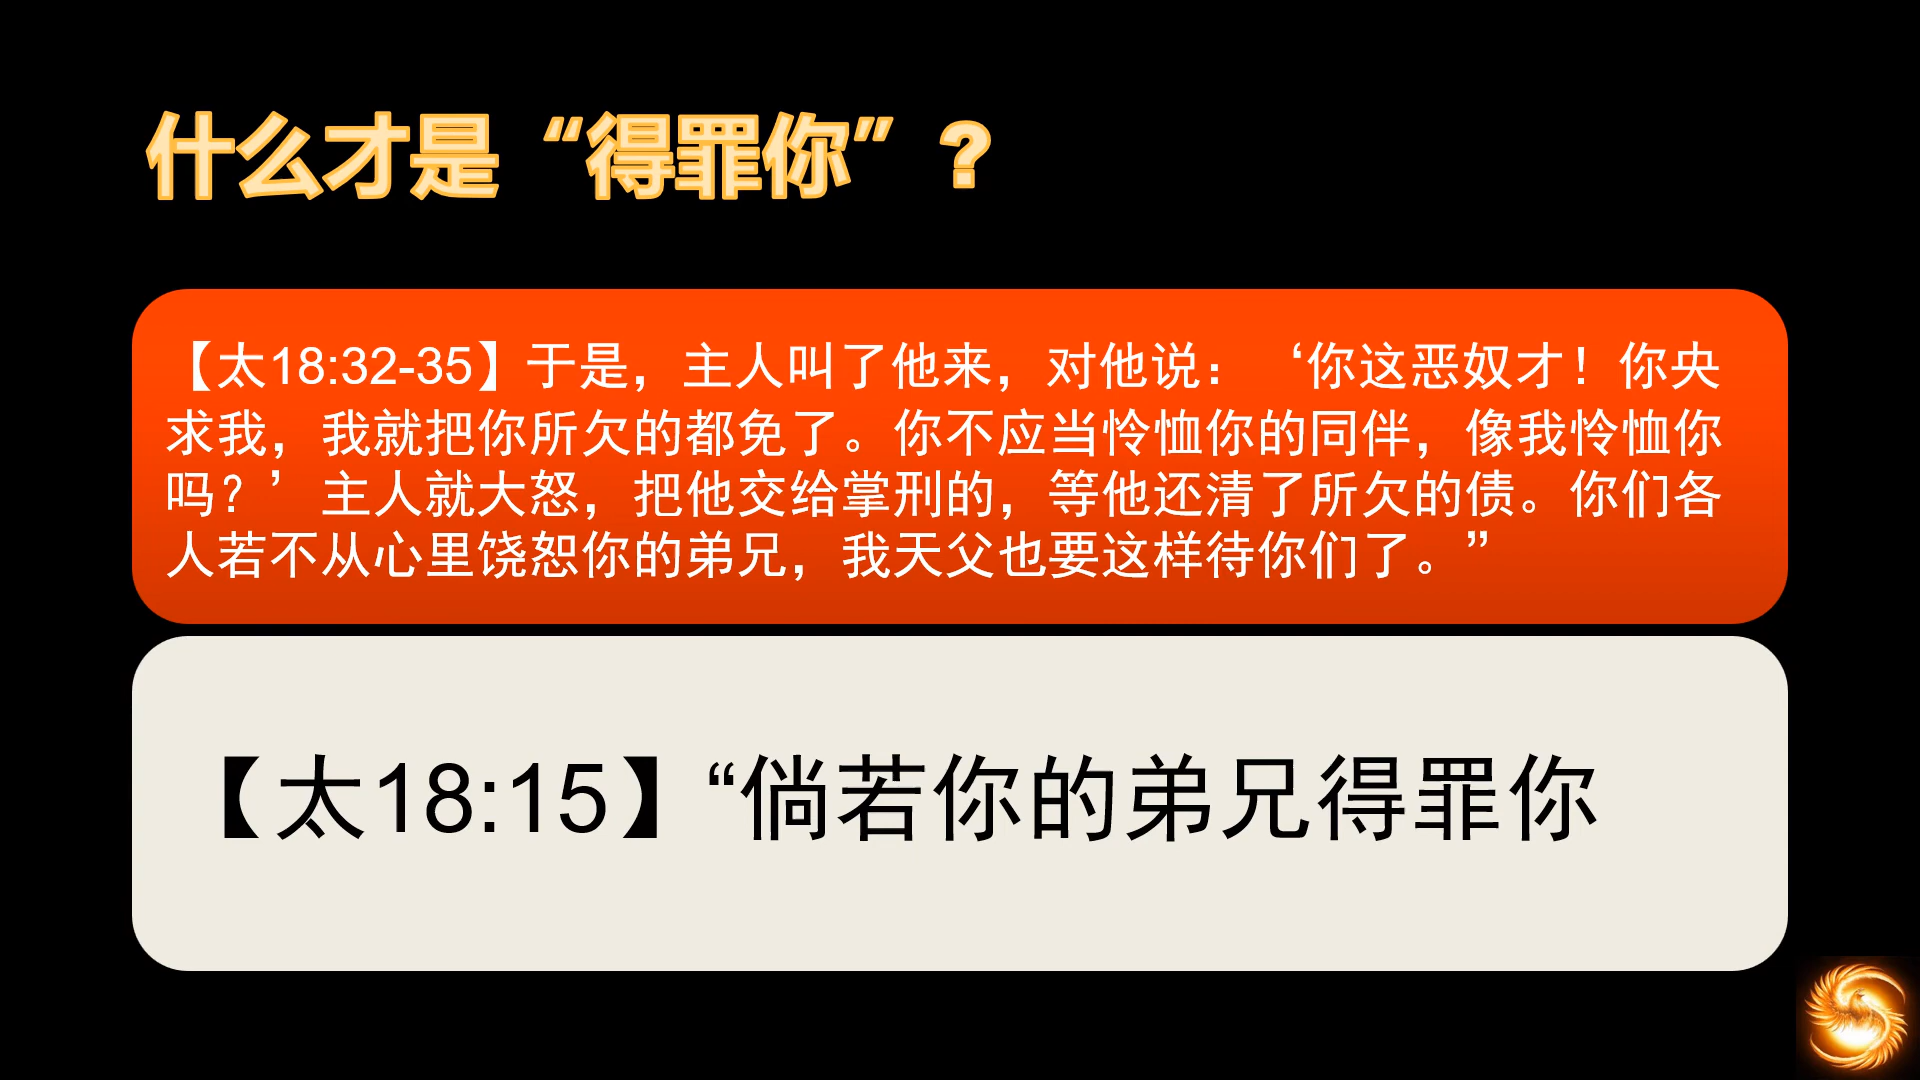 什么才是“得罪你”？
【太18:32-35】于是，主人叫了他来，对他说：‘你这恶奴才！你央
求我，我就把你所欠的都免了。你不应当怜恤你的同伴，像我怜恤你
吗？’主人就大怒，把他交给掌刑的，等他还清了所欠的债。你们各
人若不从心里饶恕你的弟兄，我天父也要这样待你们了。”
【太18:15】“倘若你的弟兄得罪你